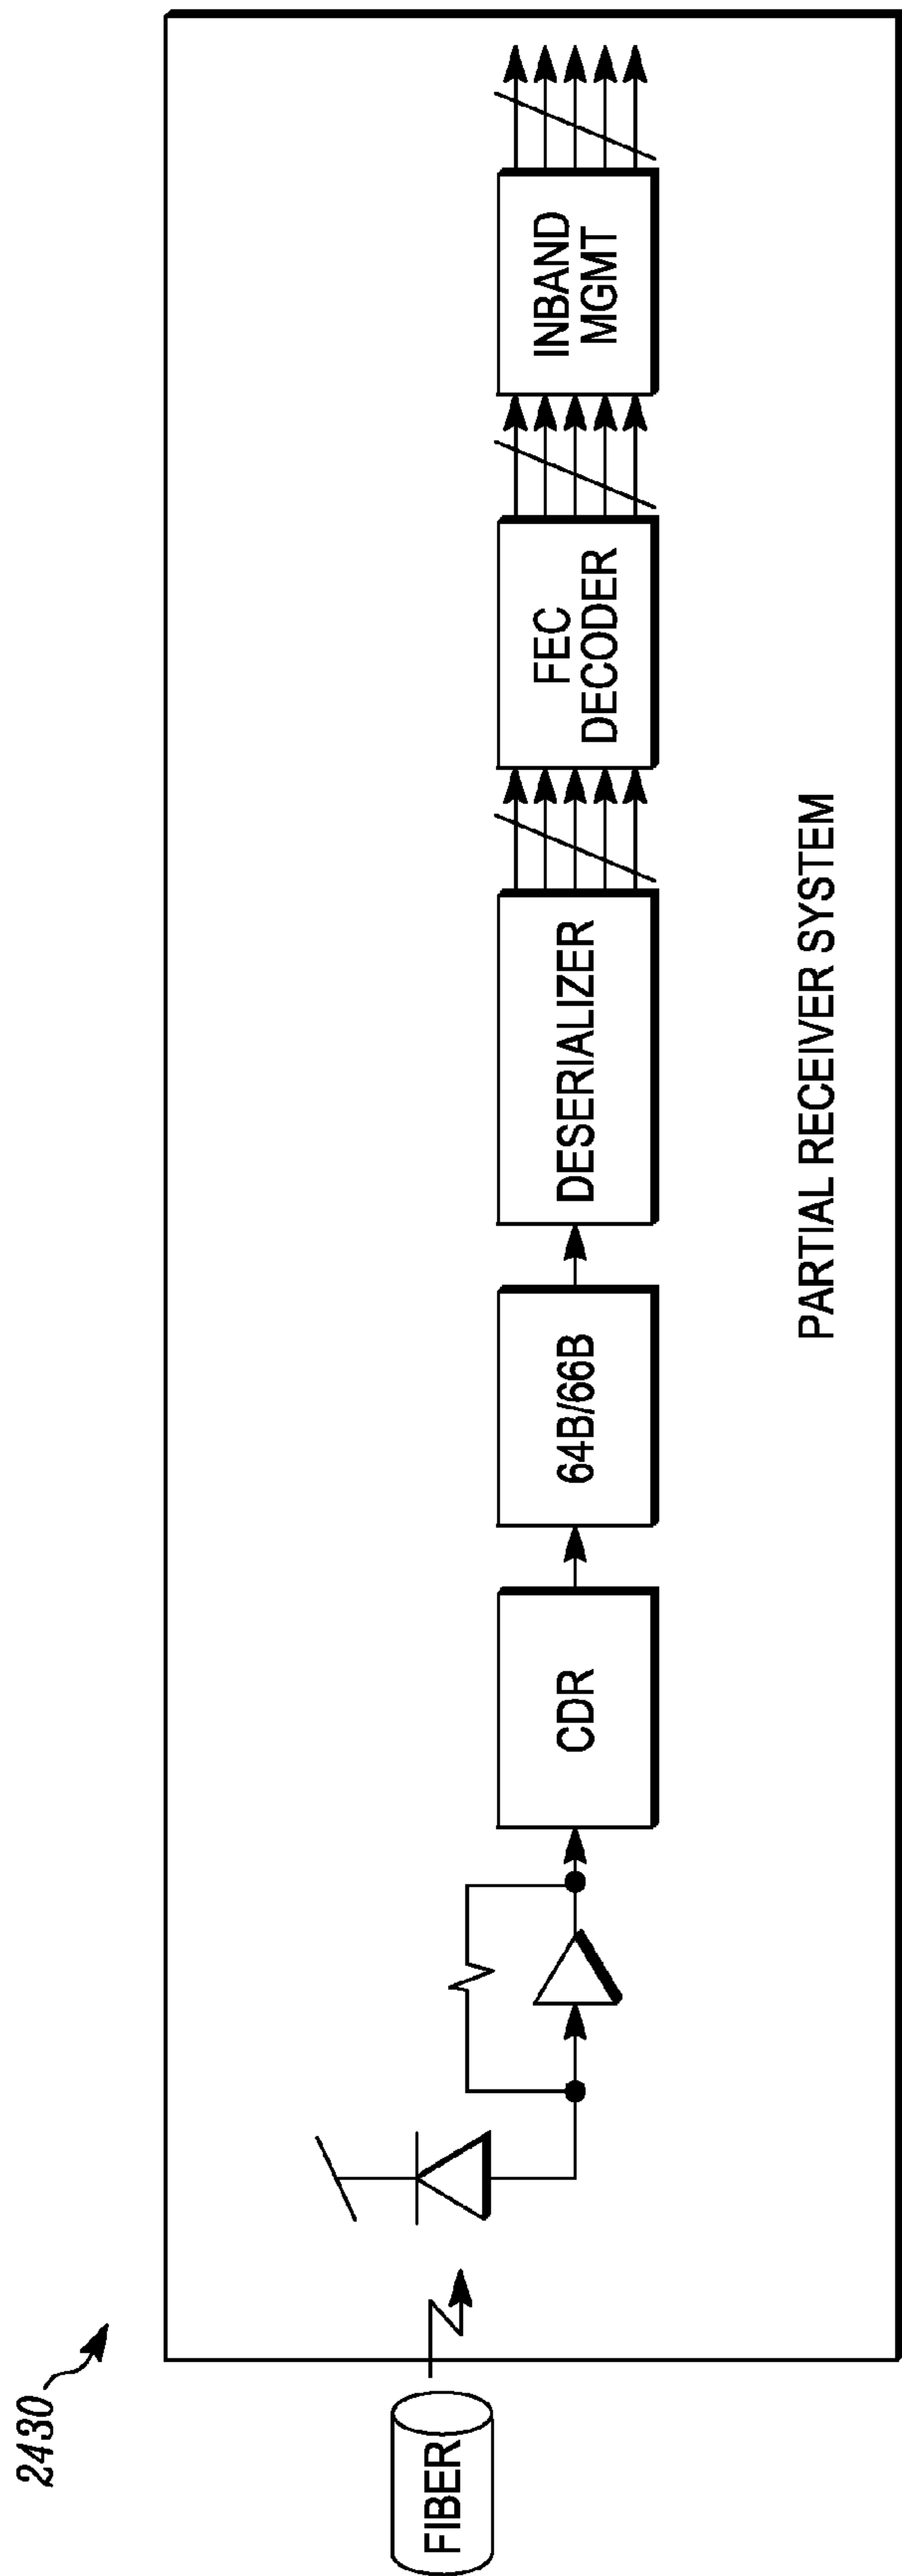 2430
FIBER
CDR
64B/66B
DESERIALIZER
FEC
DECODER
INBAND
MGMT
PARTIAL RECEIVER SYSTEM